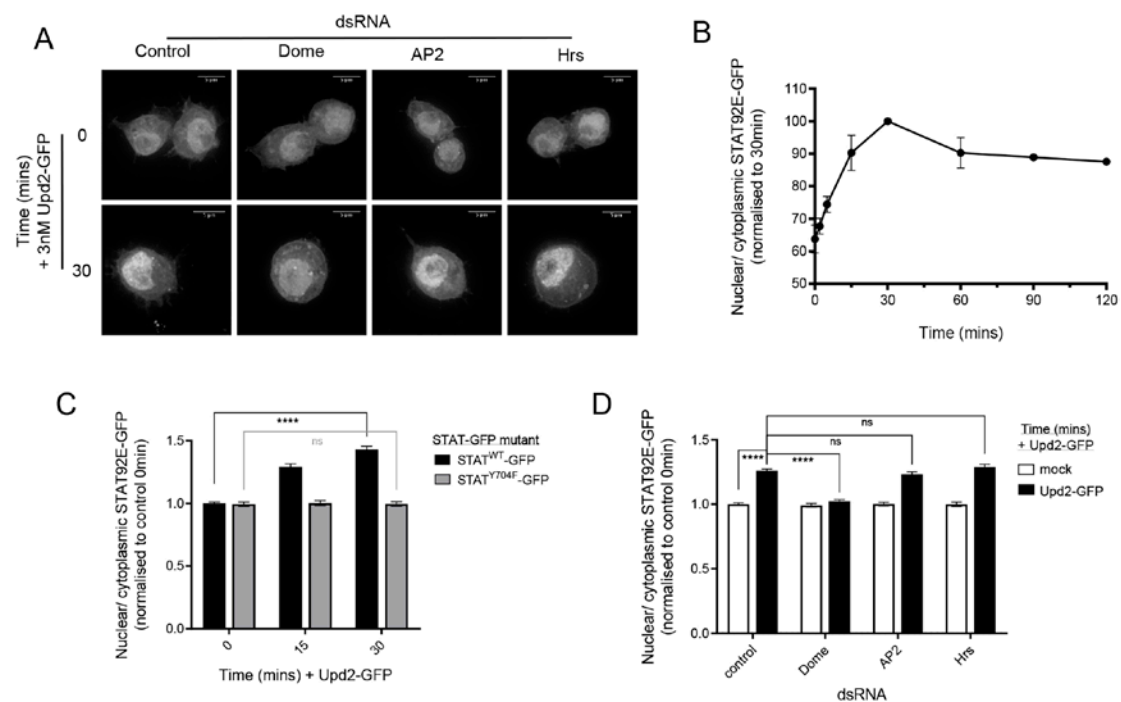 A
dsRNA
Control
Dome
AP2
Hrs
Time (mins)
+ 3nM Upd2-GFP
0
30
B
Nuclear/ cytoplasmic STAT92E-GFP
(normalised to 30min)
110
100
90
80
70
60
50
0
30
60
90
120
Time (mins)
C
Nuclear/ cytoplasmic STAT92E-GFP
(normalised to control 0min)
1.5
1.0
0.5
0.0
****
ns
0
15
30
Time (mins) + Upd2-GFP
STAT-GFP mutant
STATWT-GFP
STATY704F-GFP
D
Nuclear/ cytoplasmic STAT92E-GFP
(normalised to control 0min)
1.5
1.0
0.5
0.0
ns
ns
****
****
control
Dome
AP2
Hrs
dsRNA
Time (mins)
+ Upd2-GFP
mock
Upd2-GFP